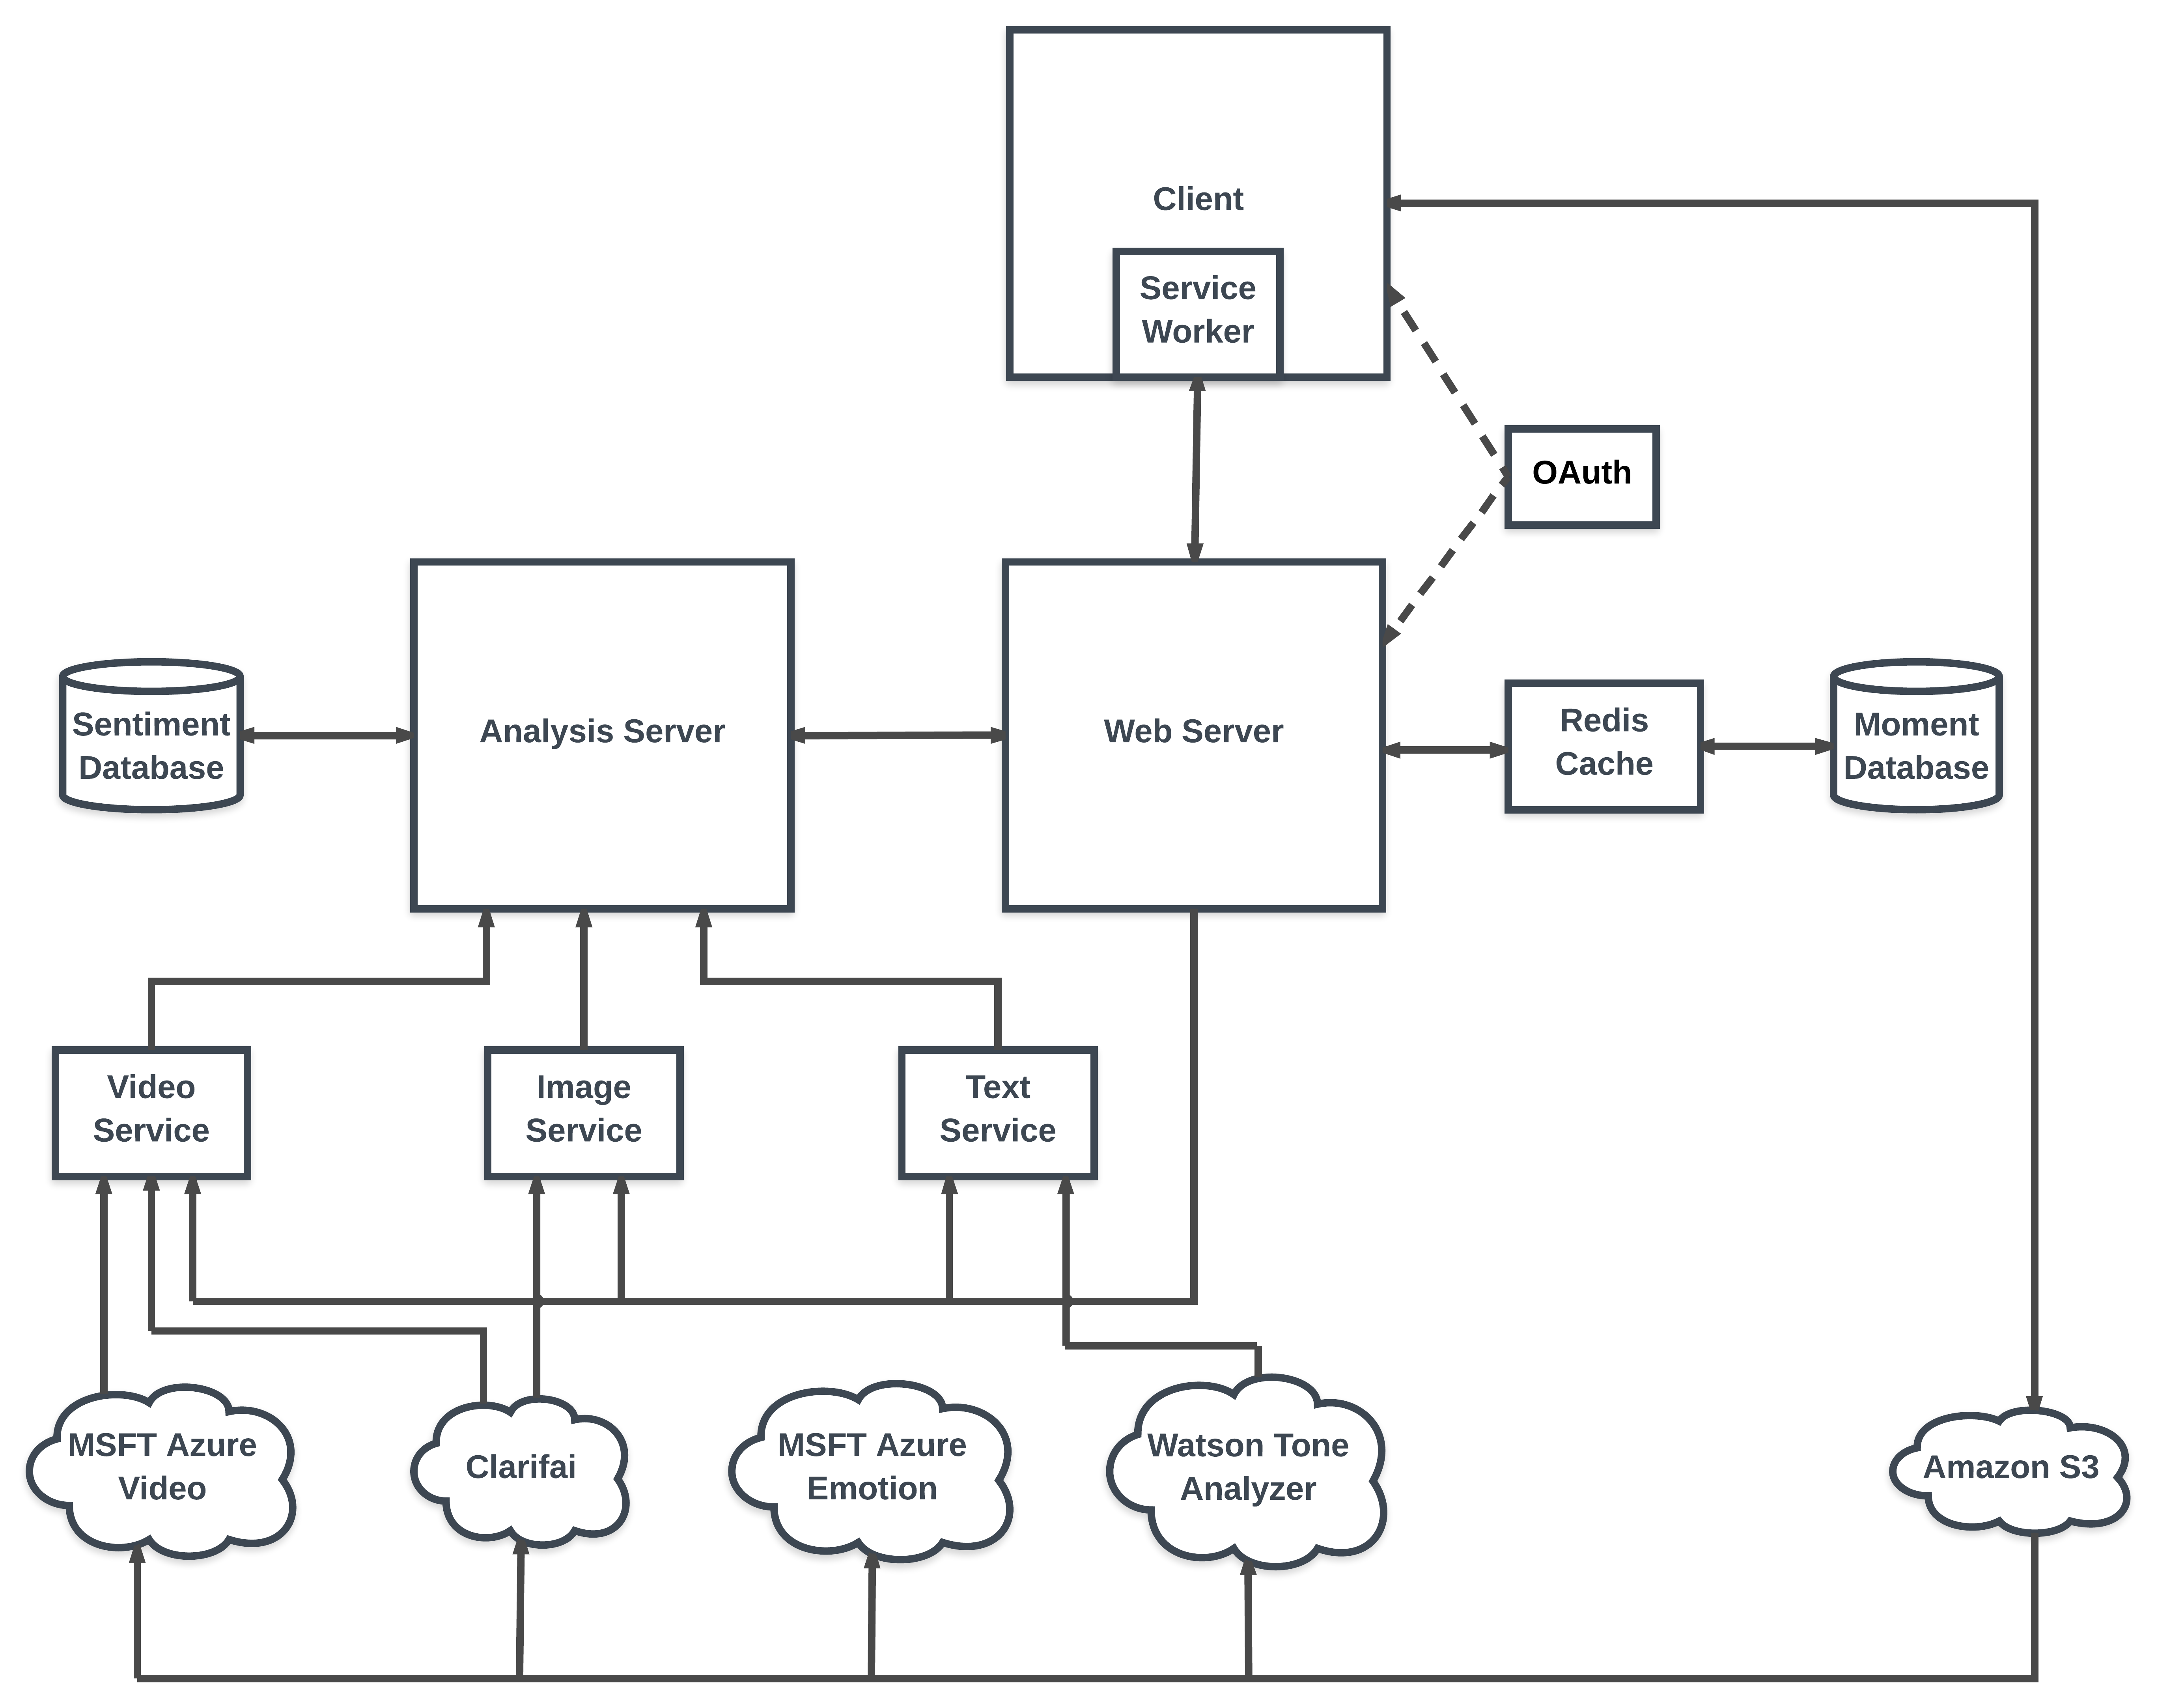 Client
Service
Worker
OAuth
Sentiment
Database
Analysis Server
Web Server
Redis
Cache
Moment
Database
Video
Service
Image
Service
Text
Service
MSFT Azure
Video
Clarifai
MSFT Azure
Emotion
Watson Tone
Analyzer
Amazon S3